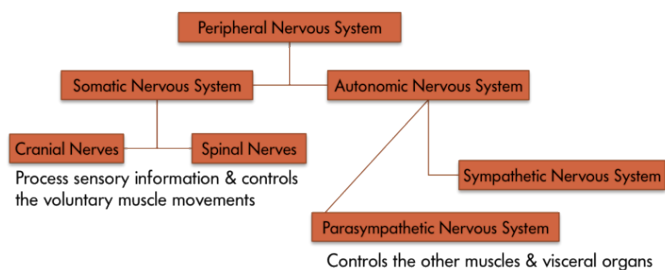 Peripheral Nervous System
Somatic Nervous System
Autonomic Nervous System
Cranial Nerves
Spinal Nerves
Process sensory information & controls
the voluntary muscle movements
Sympathetic Nervous System
Parasympathetic Nervous System
Controls the other muscles & visceral organs